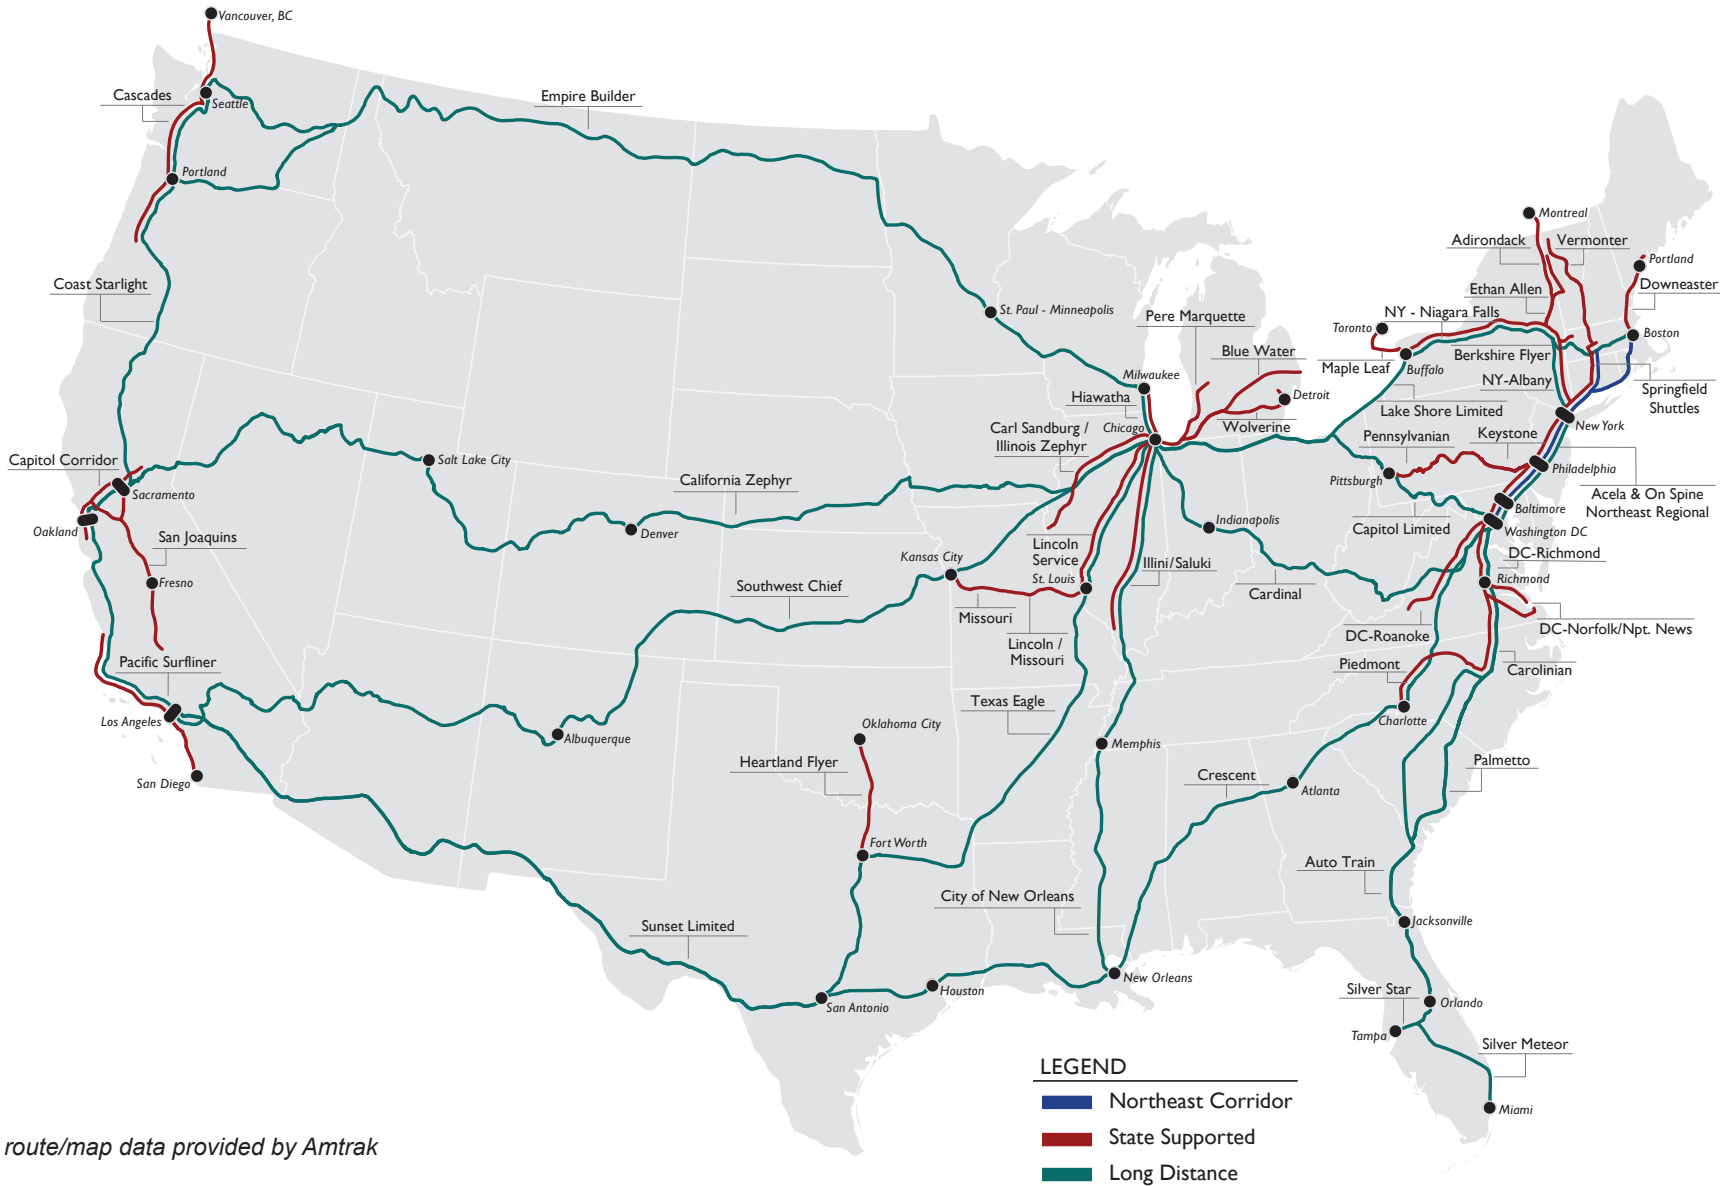 Vancouver, BC
Cascades
Seattle
Empire Builder
Portland
Montreal
Adirondack
Vermonter
Portland
Coast Starlight
Ethan Allen
Downeaster
St. Paul - Minneapolis
Pere Marquette
NY - Niagara Falls
Toronto
Boston
Blue Water
Maple Leaf
Berkshire Flyer
Buffalo
Milwaukee
NY-Albany
Springfield
Shuttles
Hiawatha
Detroit
Lake Shore Limited
Carl Sandburg /
Illinois Zephyr
Chicago
Wolverine
New York
Pennsylvanian
Keystone
Capitol Corridor
Salt Lake City
Philadelphia
Sacramento
California Zephyr
Pittsburgh
Acela & On Spine
Northeast Regional
Baltimore
Oakland
Denver
Indianapolis
Capitol Limited
Washington DC
San Joaquins
Lincoln
Service
Kansas City
DC-Richmond
Fresno
St. Louis
Illini/Saluki
Richmond
Southwest Chief
Cardinal
Missouri
DC-Norfolk/Npt. News
DC-Roanoke
Lincoln /
Missouri
Pacific Surfliner
Piedmont
Carolinian
Texas Eagle
Los Angeles
Oklahoma City
Charlotte
Albuquerque
Memphis
Heartland Flyer
Palmetto
San Diego
Crescent
Atlanta
Fort Worth
Auto Train
City of New Orleans
Sunset Limited
Jacksonville
New Orleans
Houston
Silver Star
San Antonio
Orlando
Tampa
Silver Meteor
LEGEND
Northeast Corridor
Miami
State Supported
route/map data provided by Amtrak
Long Distance